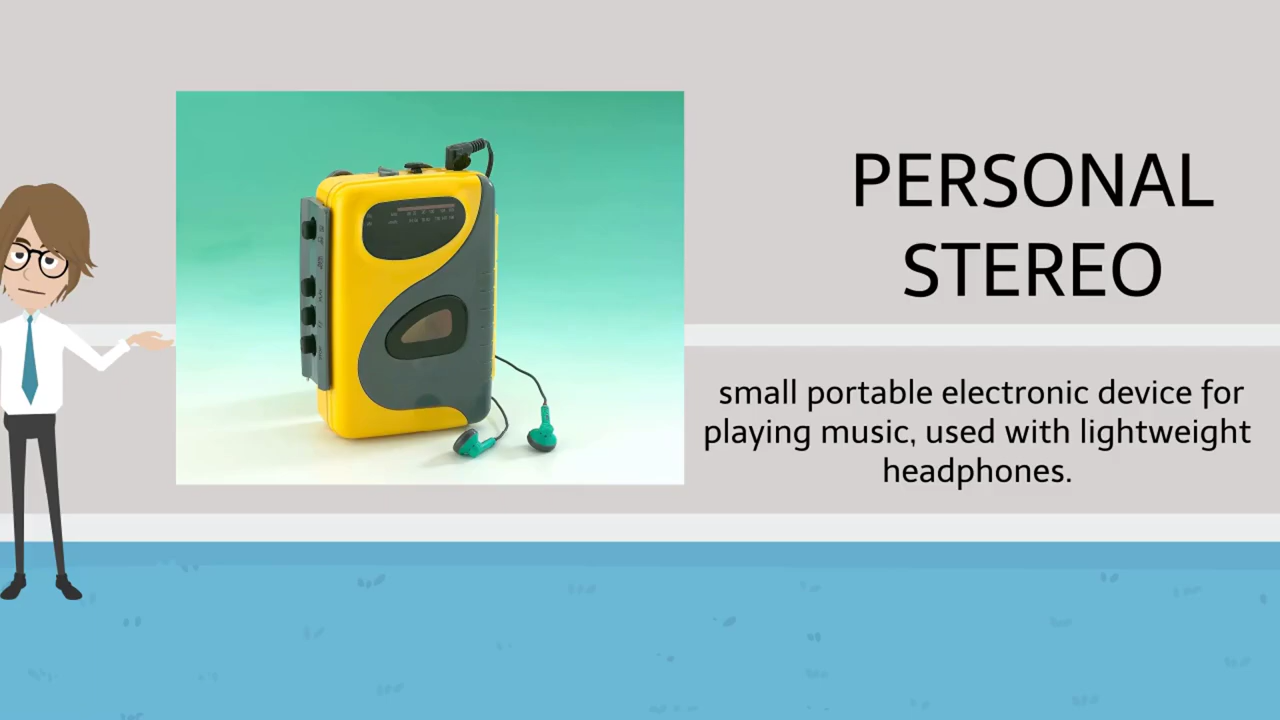 PERSONAL
STEREO
small portable electronic device for
playing music, used with lightweight
headphones.